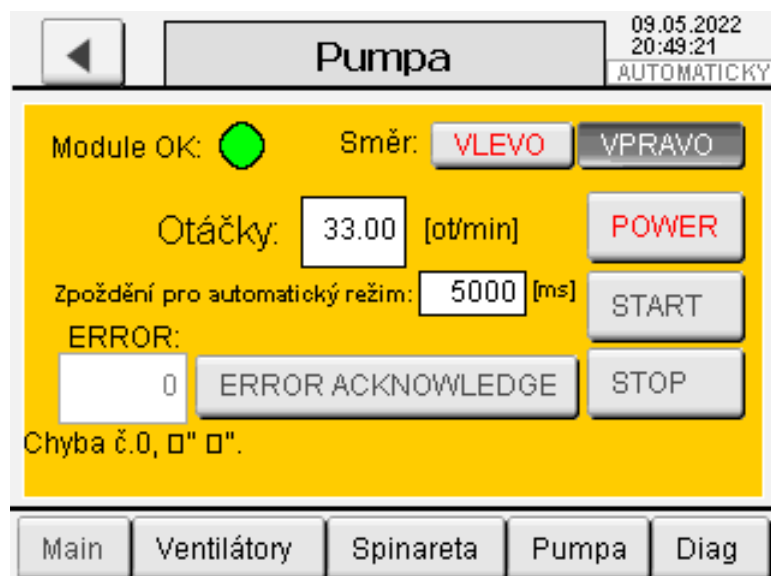 Pumpa
09.05.2022
20:49:21
AUTOMATICKY
Module OK:
Směr: VLEVO VPRAVO
Otáčky: 33.00 [ot/min] POWER
Zpoždění pro automatický režim: 5000 [ms] START
ERROR:
0 ERROR ACKNOWLEDGE STOP
Chyba č.0, □" □".
Main Ventilátory Spinareta Pumpa Diag